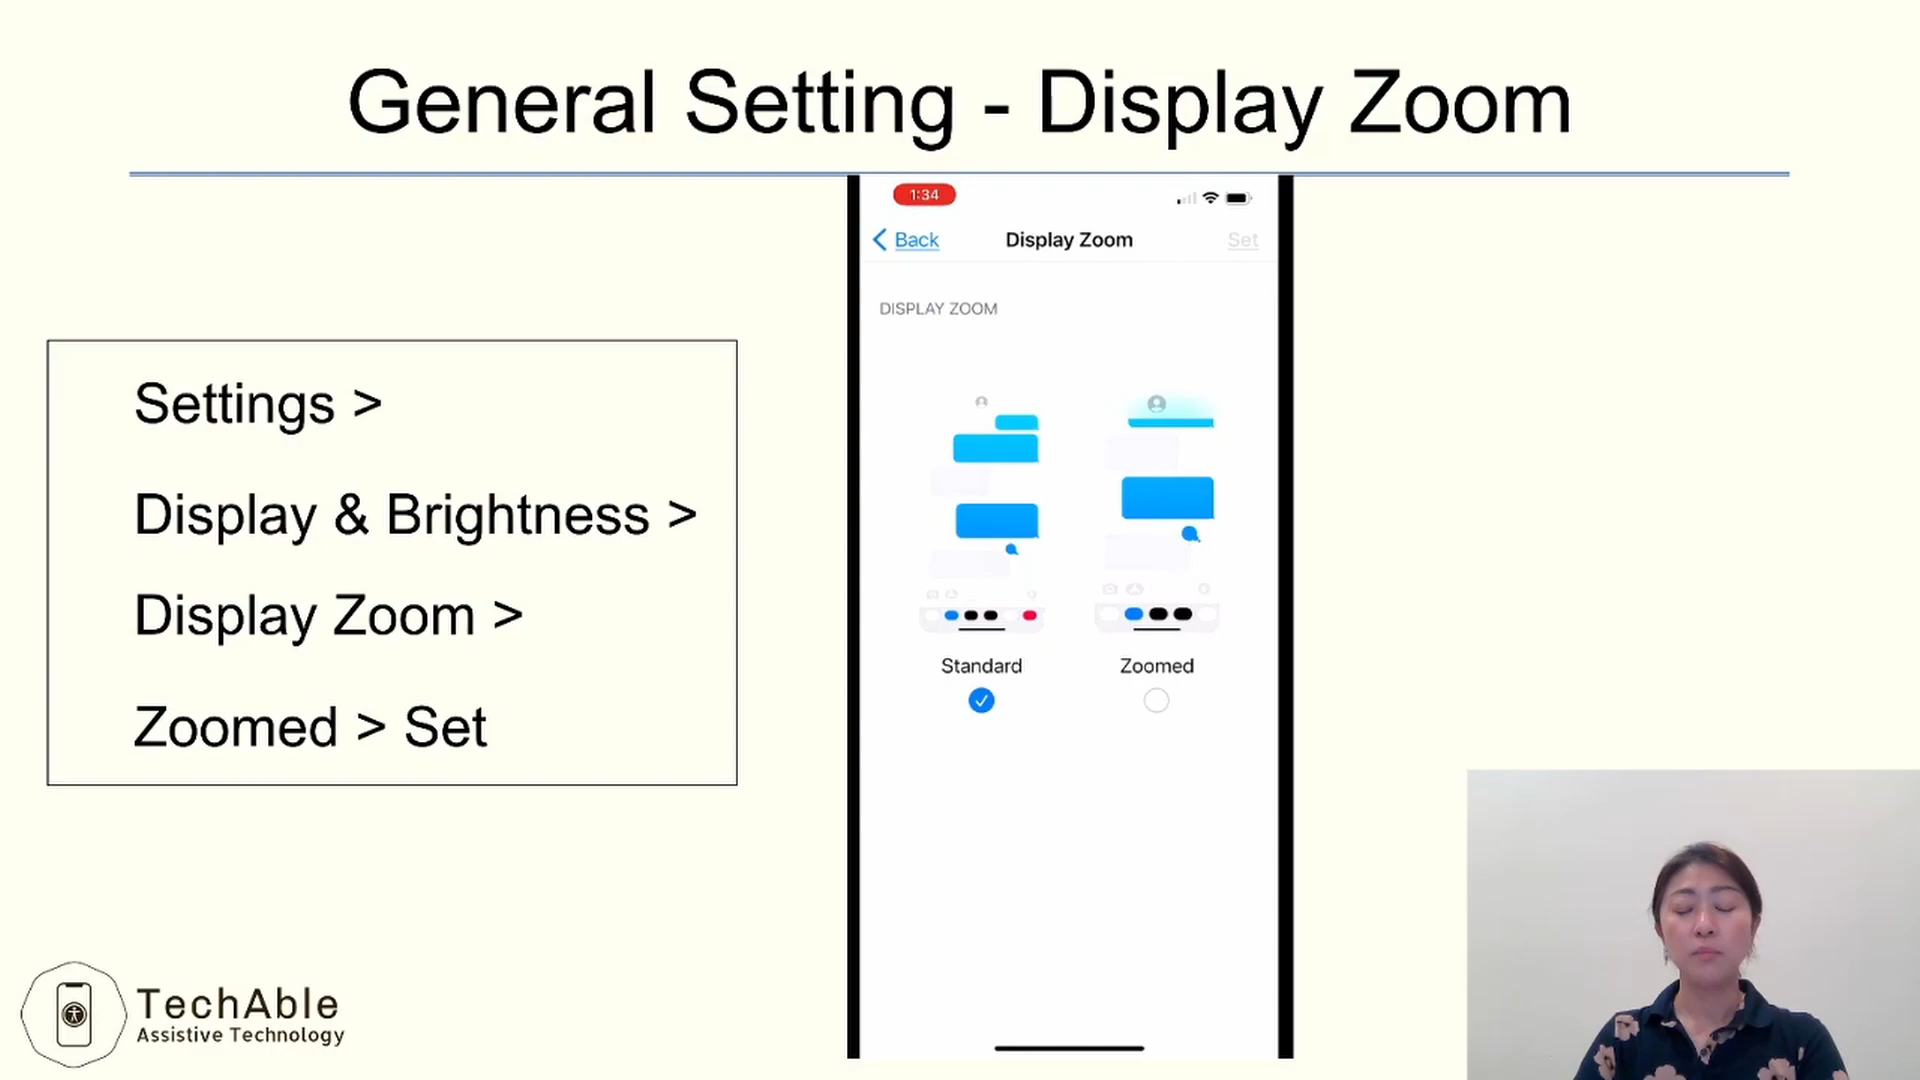 General Setting - Display Zoom
Settings >
Display & Brightness >
Display Zoom >
Zoomed > Set
1:34
Back
Display Zoom
Set
DISPLAY ZOOM
Standard
Zoomed
TechAble
Assistive Technology